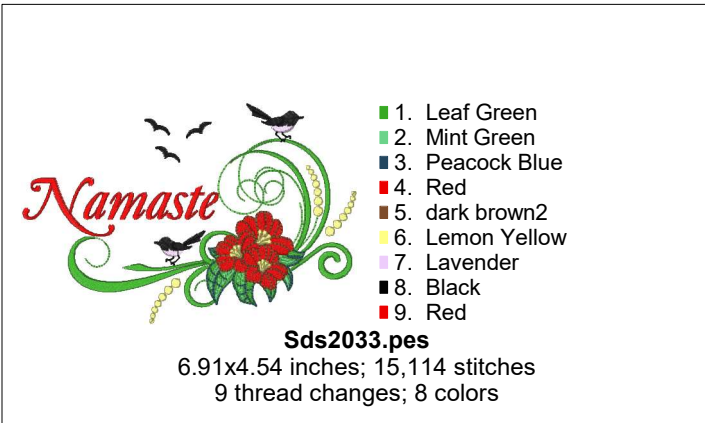 Namaste
1. Leaf Green
2. Mint Green
3. Peacock Blue
4. Red
5. dark brown2
6. Lemon Yellow
7. Lavender
8. Black
9. Red
Sds2033.pes
6.91x4.54 inches; 15,114 stitches
9 thread changes; 8 colors